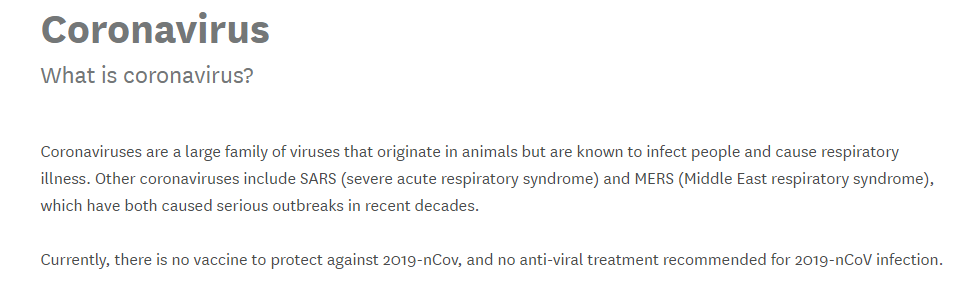 Coronavirus
What is coronavirus?
Coronaviruses are a large family of viruses that originate in animals but are known to infect people and cause respiratory
illness. Other coronaviruses include SARS (severe acute respiratory syndrome) and MERS (Middle East respiratory syndrome),
which have both caused serious outbreaks in recent decades.
Currently, there is no vaccine to protect against 2019-nCov, and no anti-viral treatment recommended for 2019-nCoV infection.